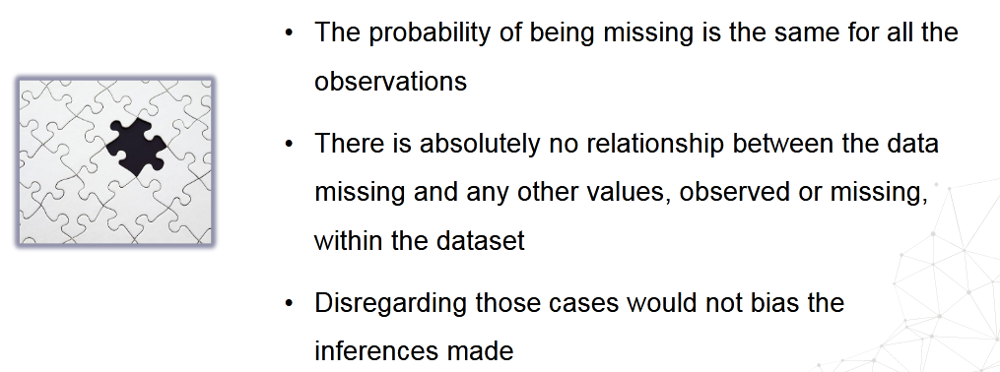 • The probability of being missing is the same for all the
observations
• There is absolutely no relationship between the data
missing and any other values, observed or missing,
within the dataset
• Disregarding those cases would not bias the
inferences made